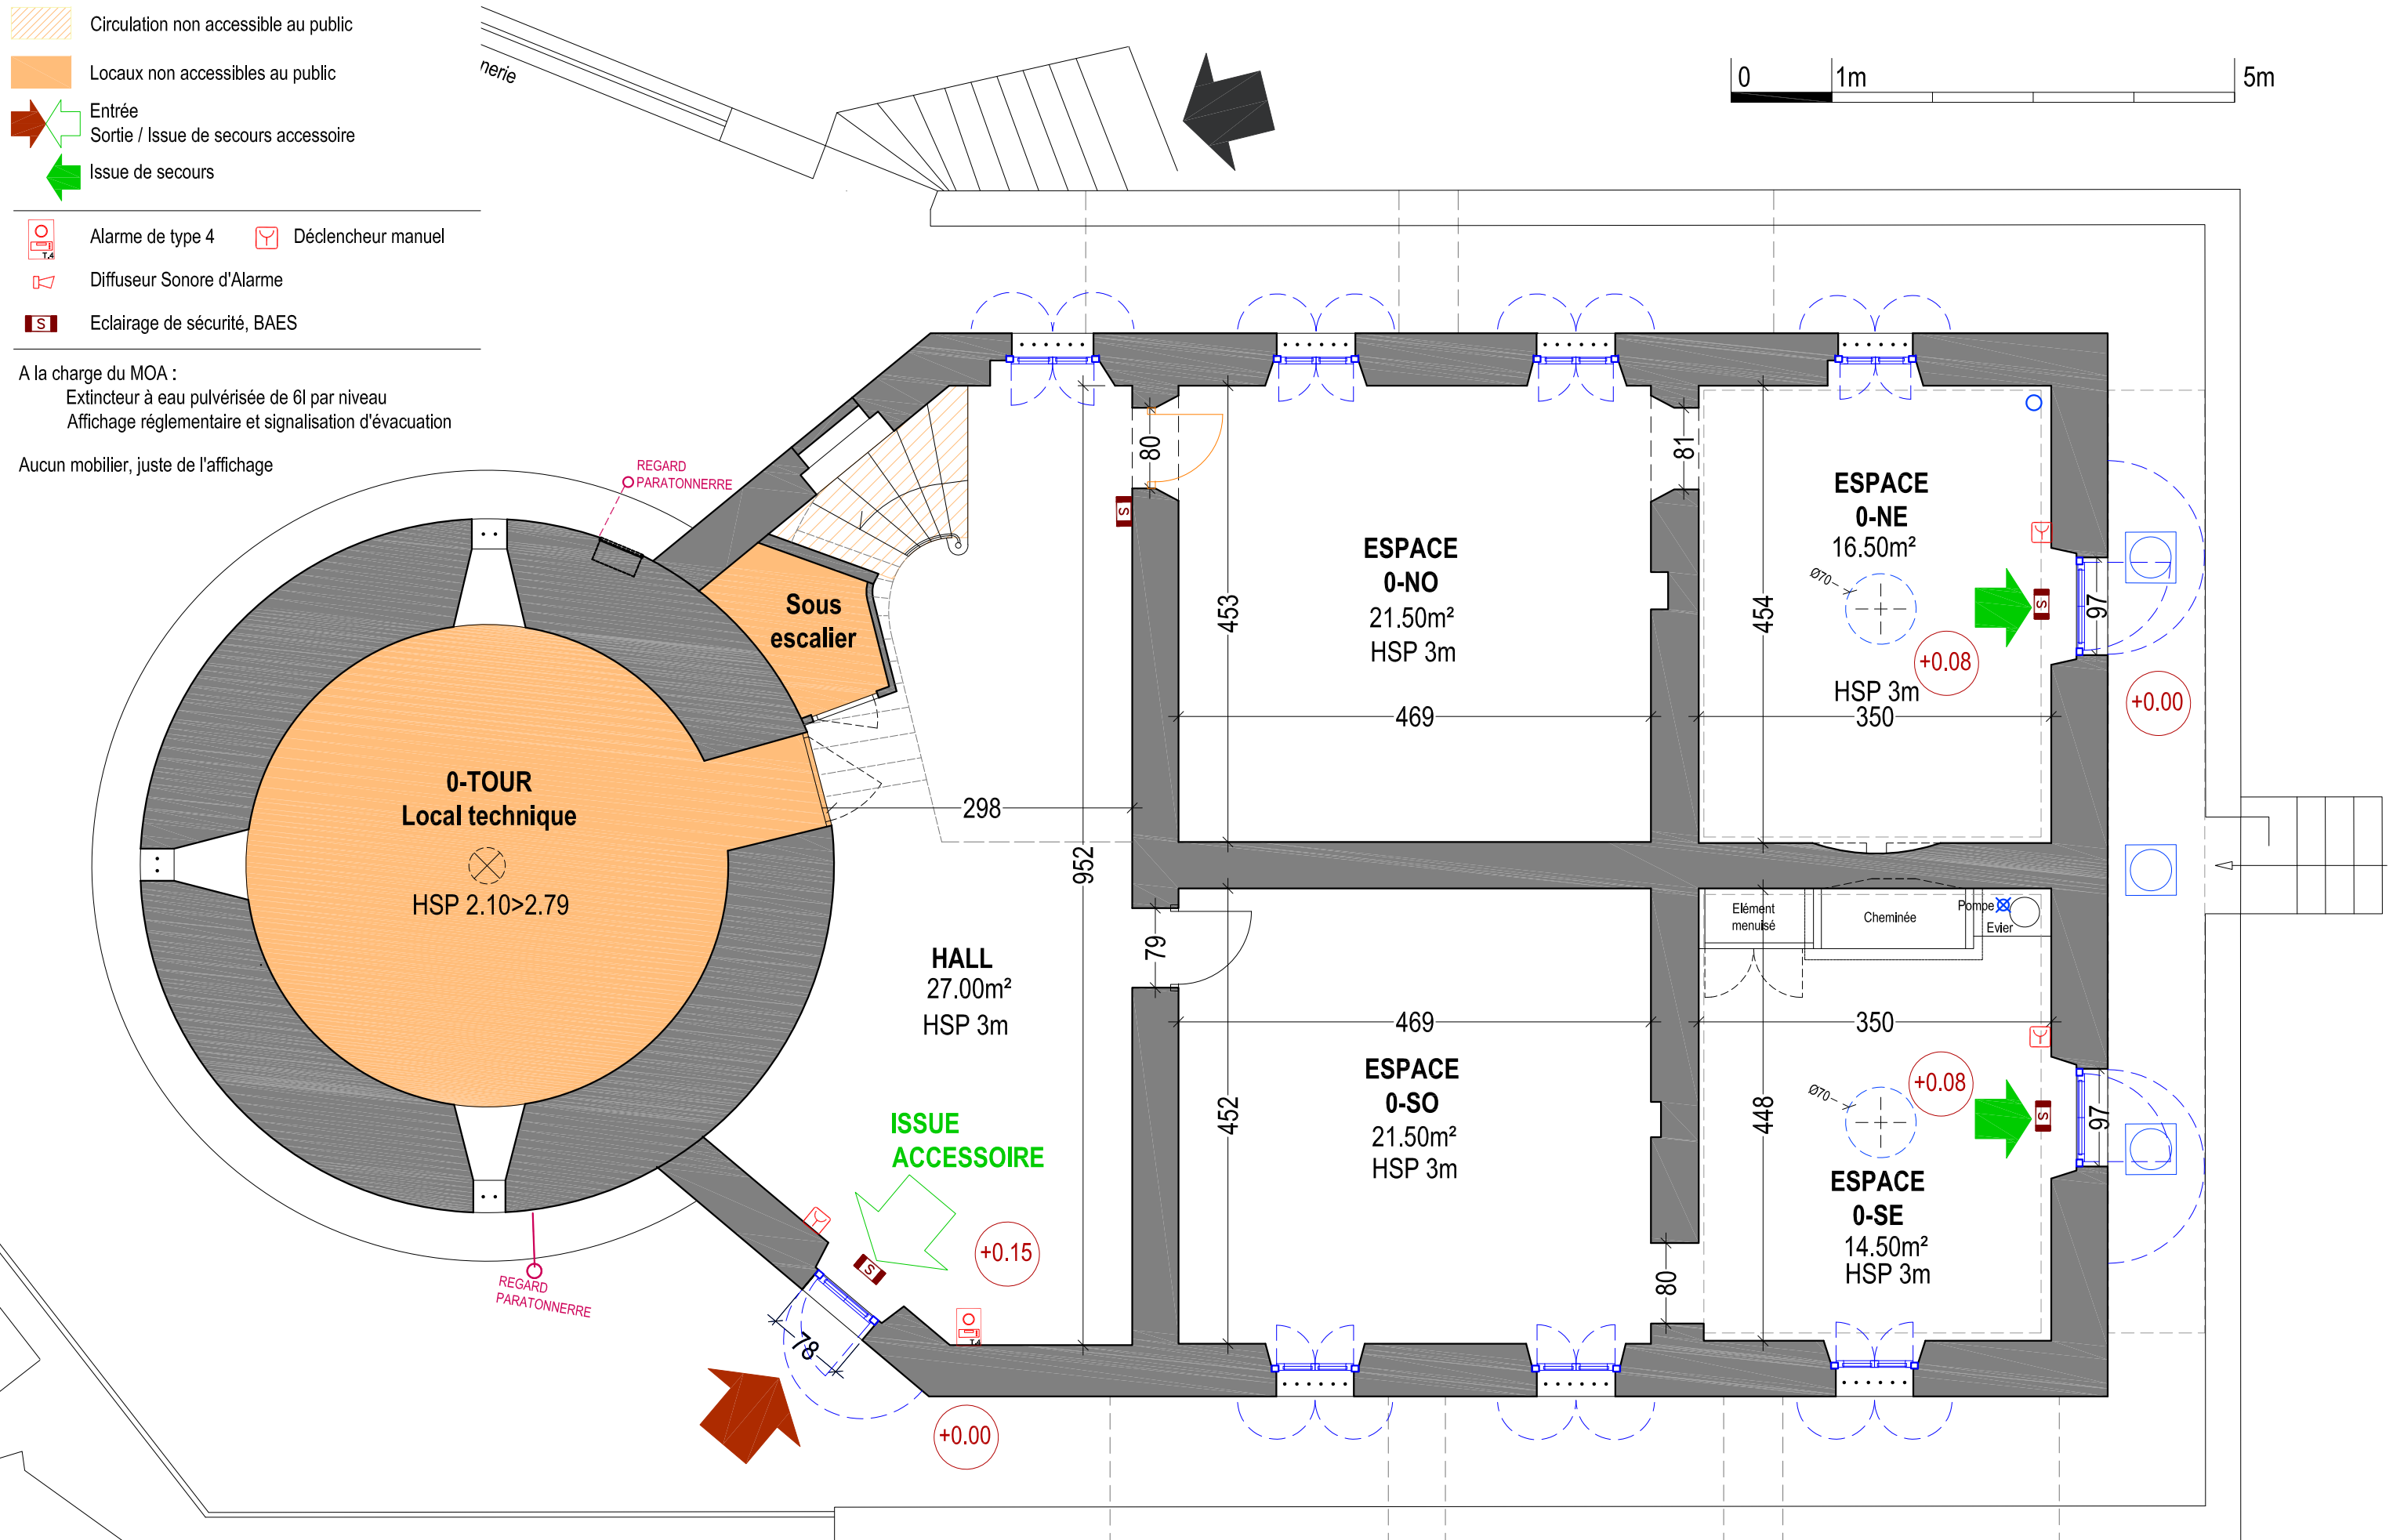 Circulation non accessible au public
Locaux non accessibles au public
Entrée
Sortie / Issue de secours accessoire
Issue de secours
Alarme de type 4
Déclencheur manuel
T.4
Diffuseur Sonore d'Alarme
S
Eclairage de sécurité, BAES
A la charge du MOA :
Extincteur à eau pulvérisée de 6l par niveau
Affichage réglementaire et signalisation d'évacuation
Aucun mobilier, juste de l'affichage
nerie
0
1m
5m
REGARD
PARATONNERRE
Sous
escalier
0-TOUR
Local technique
HSP 2.10>2.79
80
S
81
ESPACE
0-NO
21.50m²
HSP 3m
453
469
ESPACE
0-NE
16.50m²
Ø70
454
S
97
+0.08
HSP 3m
350
+0.00
298
952
HALL
27.00m²
HSP 3m
79
Elément
menuisé
Cheminée
Pompe
Evier
469
350
ESPACE
0-SO
21.50m²
HSP 3m
452
448
Ø70
+0.08
S
97
ESPACE
0-SE
14.50m²
HSP 3m
80
ISSUE
ACCESSOIRE
+0.15
S
T.4
78
+0.00
REGARD
PARATONNERRE